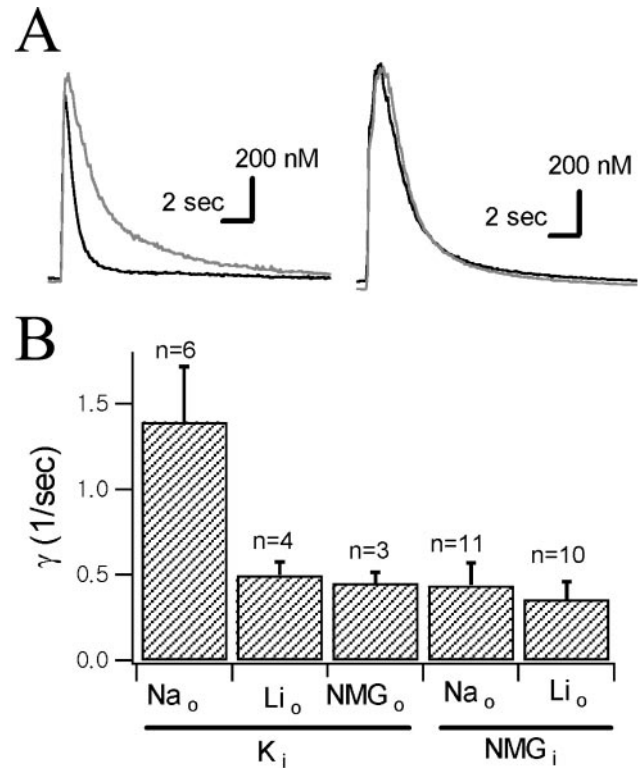 A
200 nM
2 sec
200 nM
2 sec
B
n=6
n=4
n=3
n=11
n=10
γ (1/sec)
1.5
1.0
0.5
0.0
Na o
Li o
NMG o
Na o
Li o
K i
NMG i